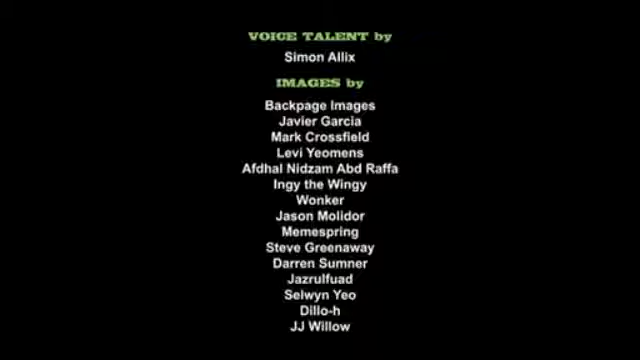 VOICE TALENT by
Simon Allix
IMAGES by
Backpage Images
Javier Garcia
Mark Crossfield
Levi Yeomens
Afdhal Nidzam Abd Raffa
Ingy the Wingy
Wonker
Jason Molidor
Memespring
Steve Greenaway
Darren Sumner
Jazrulfuad
Selwyn Yeo
Dillo-h
JJ Willow